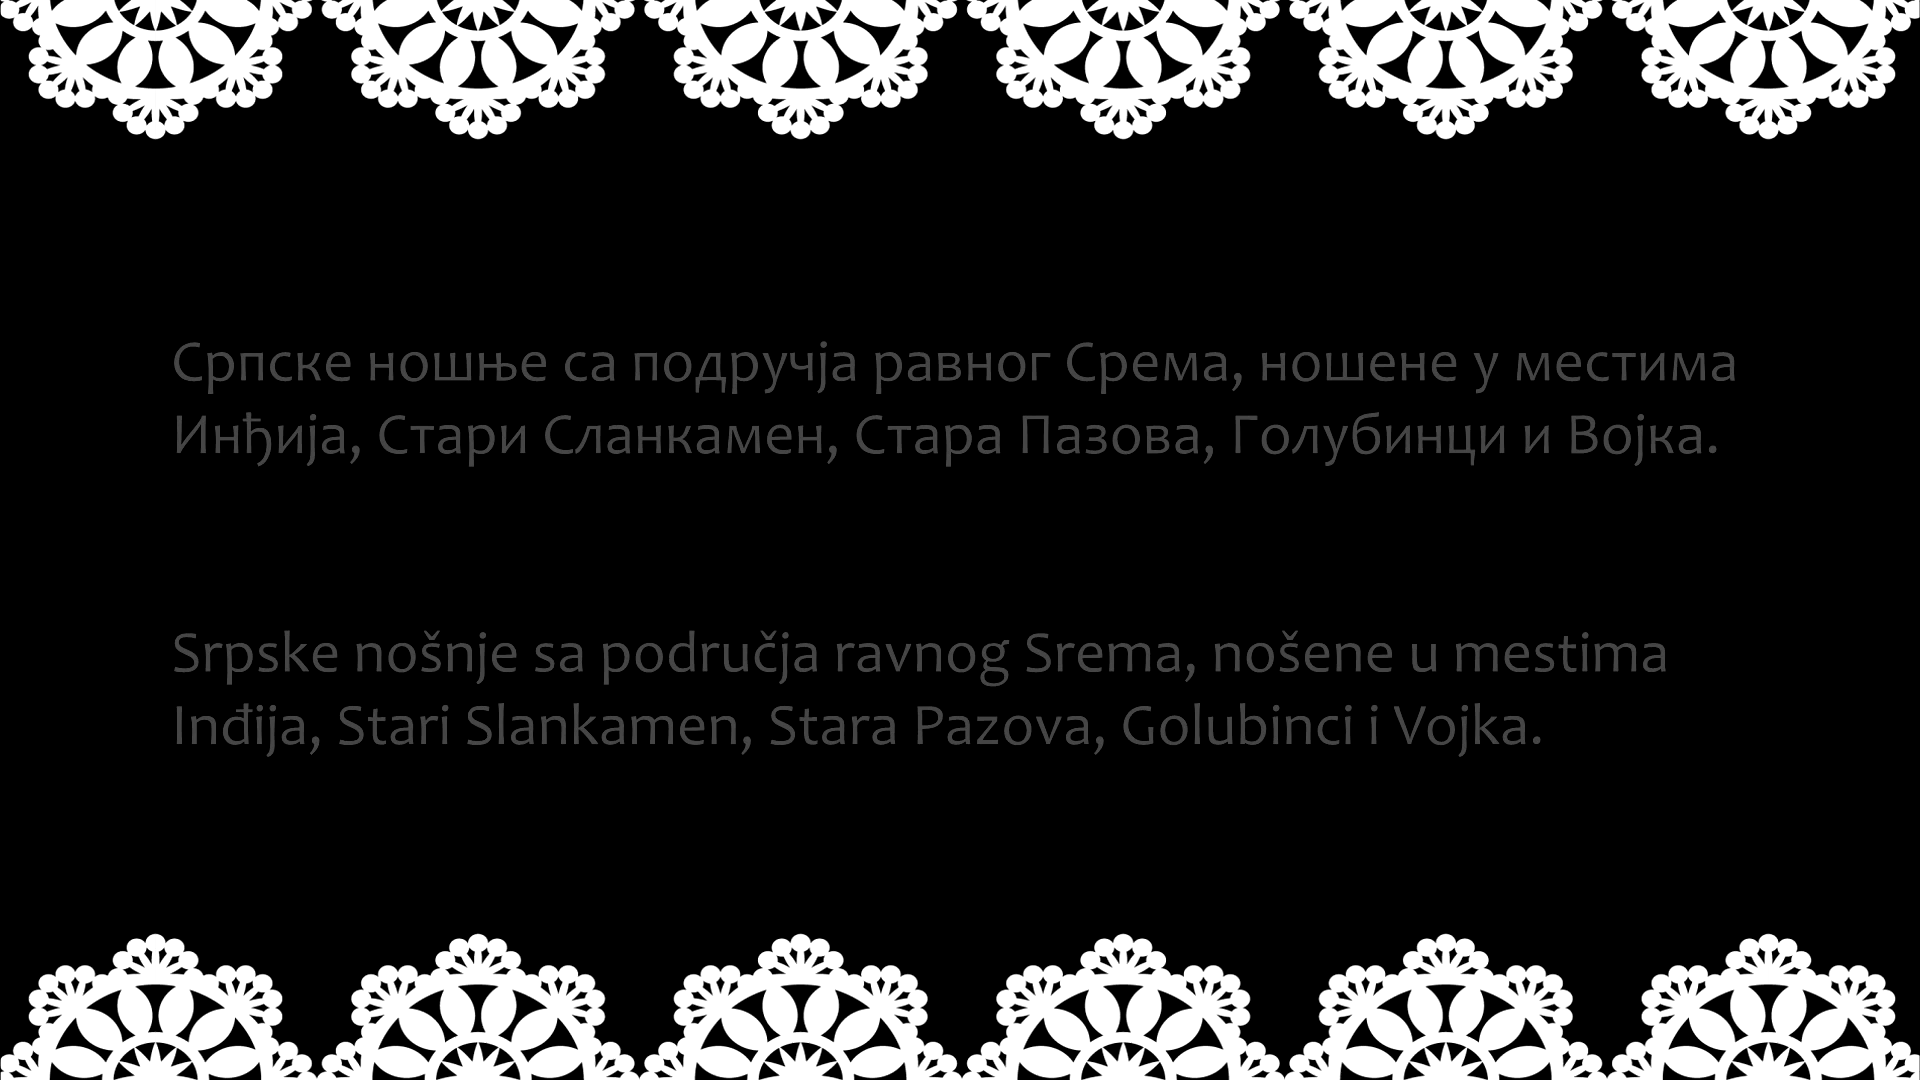 Српске ношње са подручја равног Срема, ношене у местима
Инђија, Стари Сланкамен, Стара Пазова, Голубинци и Војка.
Srpske nošnje sa područja ravnog Srema, nošene u mestima
Inđija, Stari Slankamen, Stara Pazova, Golubinci i Vojka.